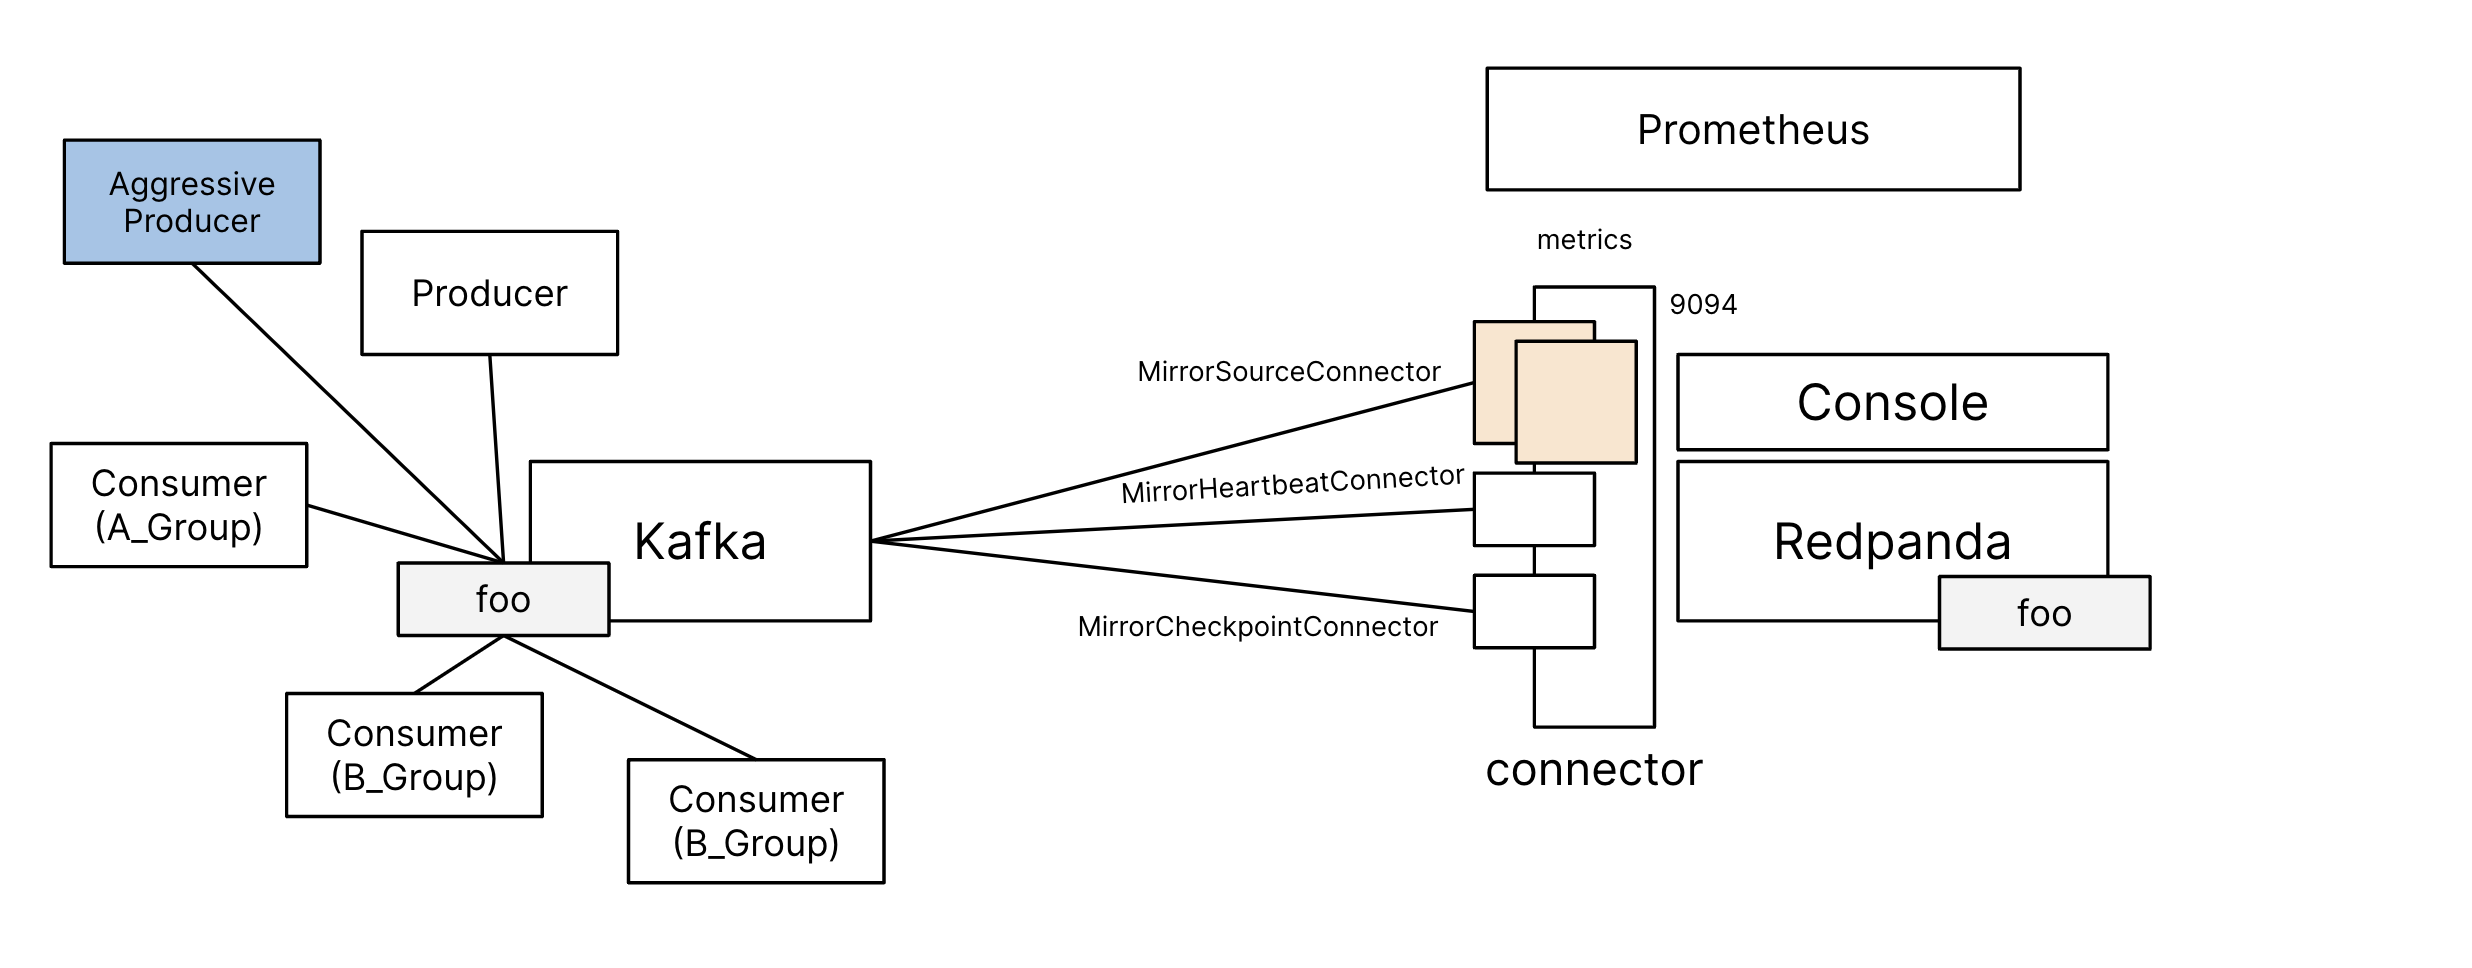 Prometheus
Aggressive
Producer
metrics
Producer
9094
MirrorSourceConnector
Console
Consumer
(A_Group)
MirrorHeartbeatConnector
Kafka
Redpanda
foo
foo
MirrorCheckpointConnector
Consumer
(B_Group)
connector
Consumer
(B_Group)